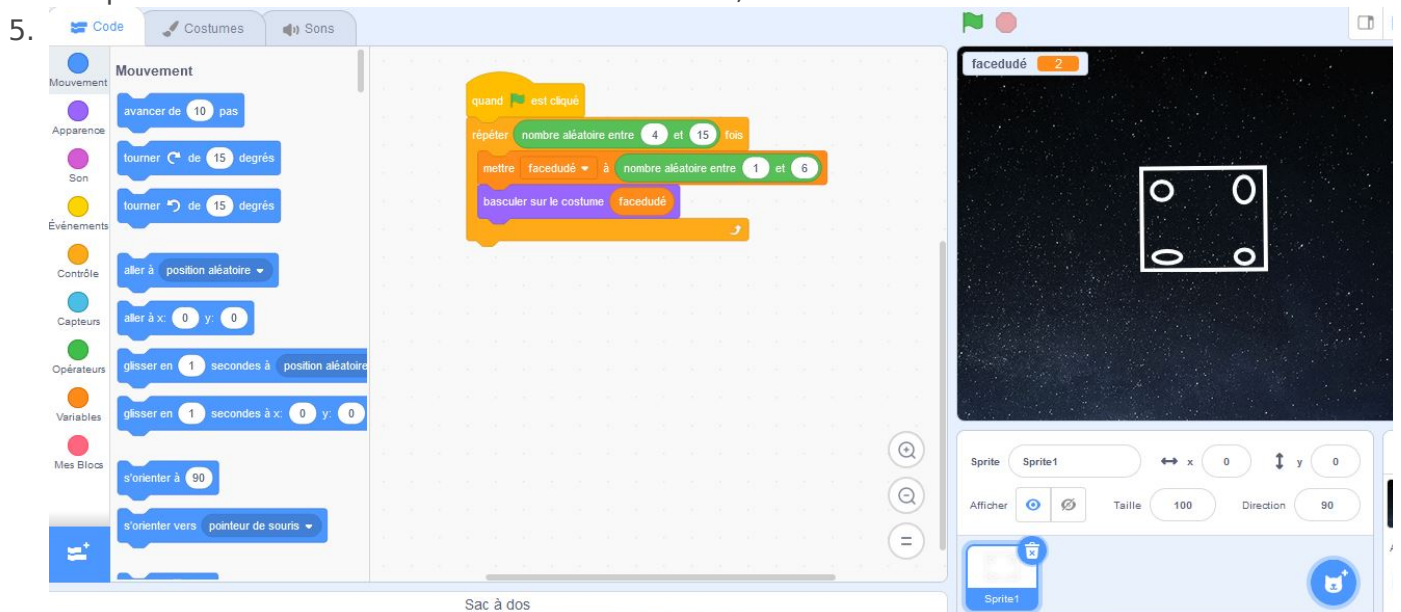 5.
Code Costumes Sons
Mouvement
Apparence
Son
Événements
Contrôle
Capteurs
Opérateurs
Variables
Mes Blocs
Mouvement
avancer de 10 pas
tourner de 15 degrés
tourner de 15 degrés
aller à position aléatoire
aller à x: 0 y: 0
glisser en 1 secondes à position aléatoire
glisser en 1 secondes à x: 0 y: 0
s'orienter à 90
s'orienter vers pointeur de souris
quand est cliqué
répéter nombre aléatoire entre 4 et 15 fois
mettre facedudé à nombre aléatoire entre 1 et 6
basculer sur le costume facedudé
Sac à dos
facedudé 2
Sprite Sprite1 x 0 y 0
Afficher Taille 100 Direction 90
Sprite1